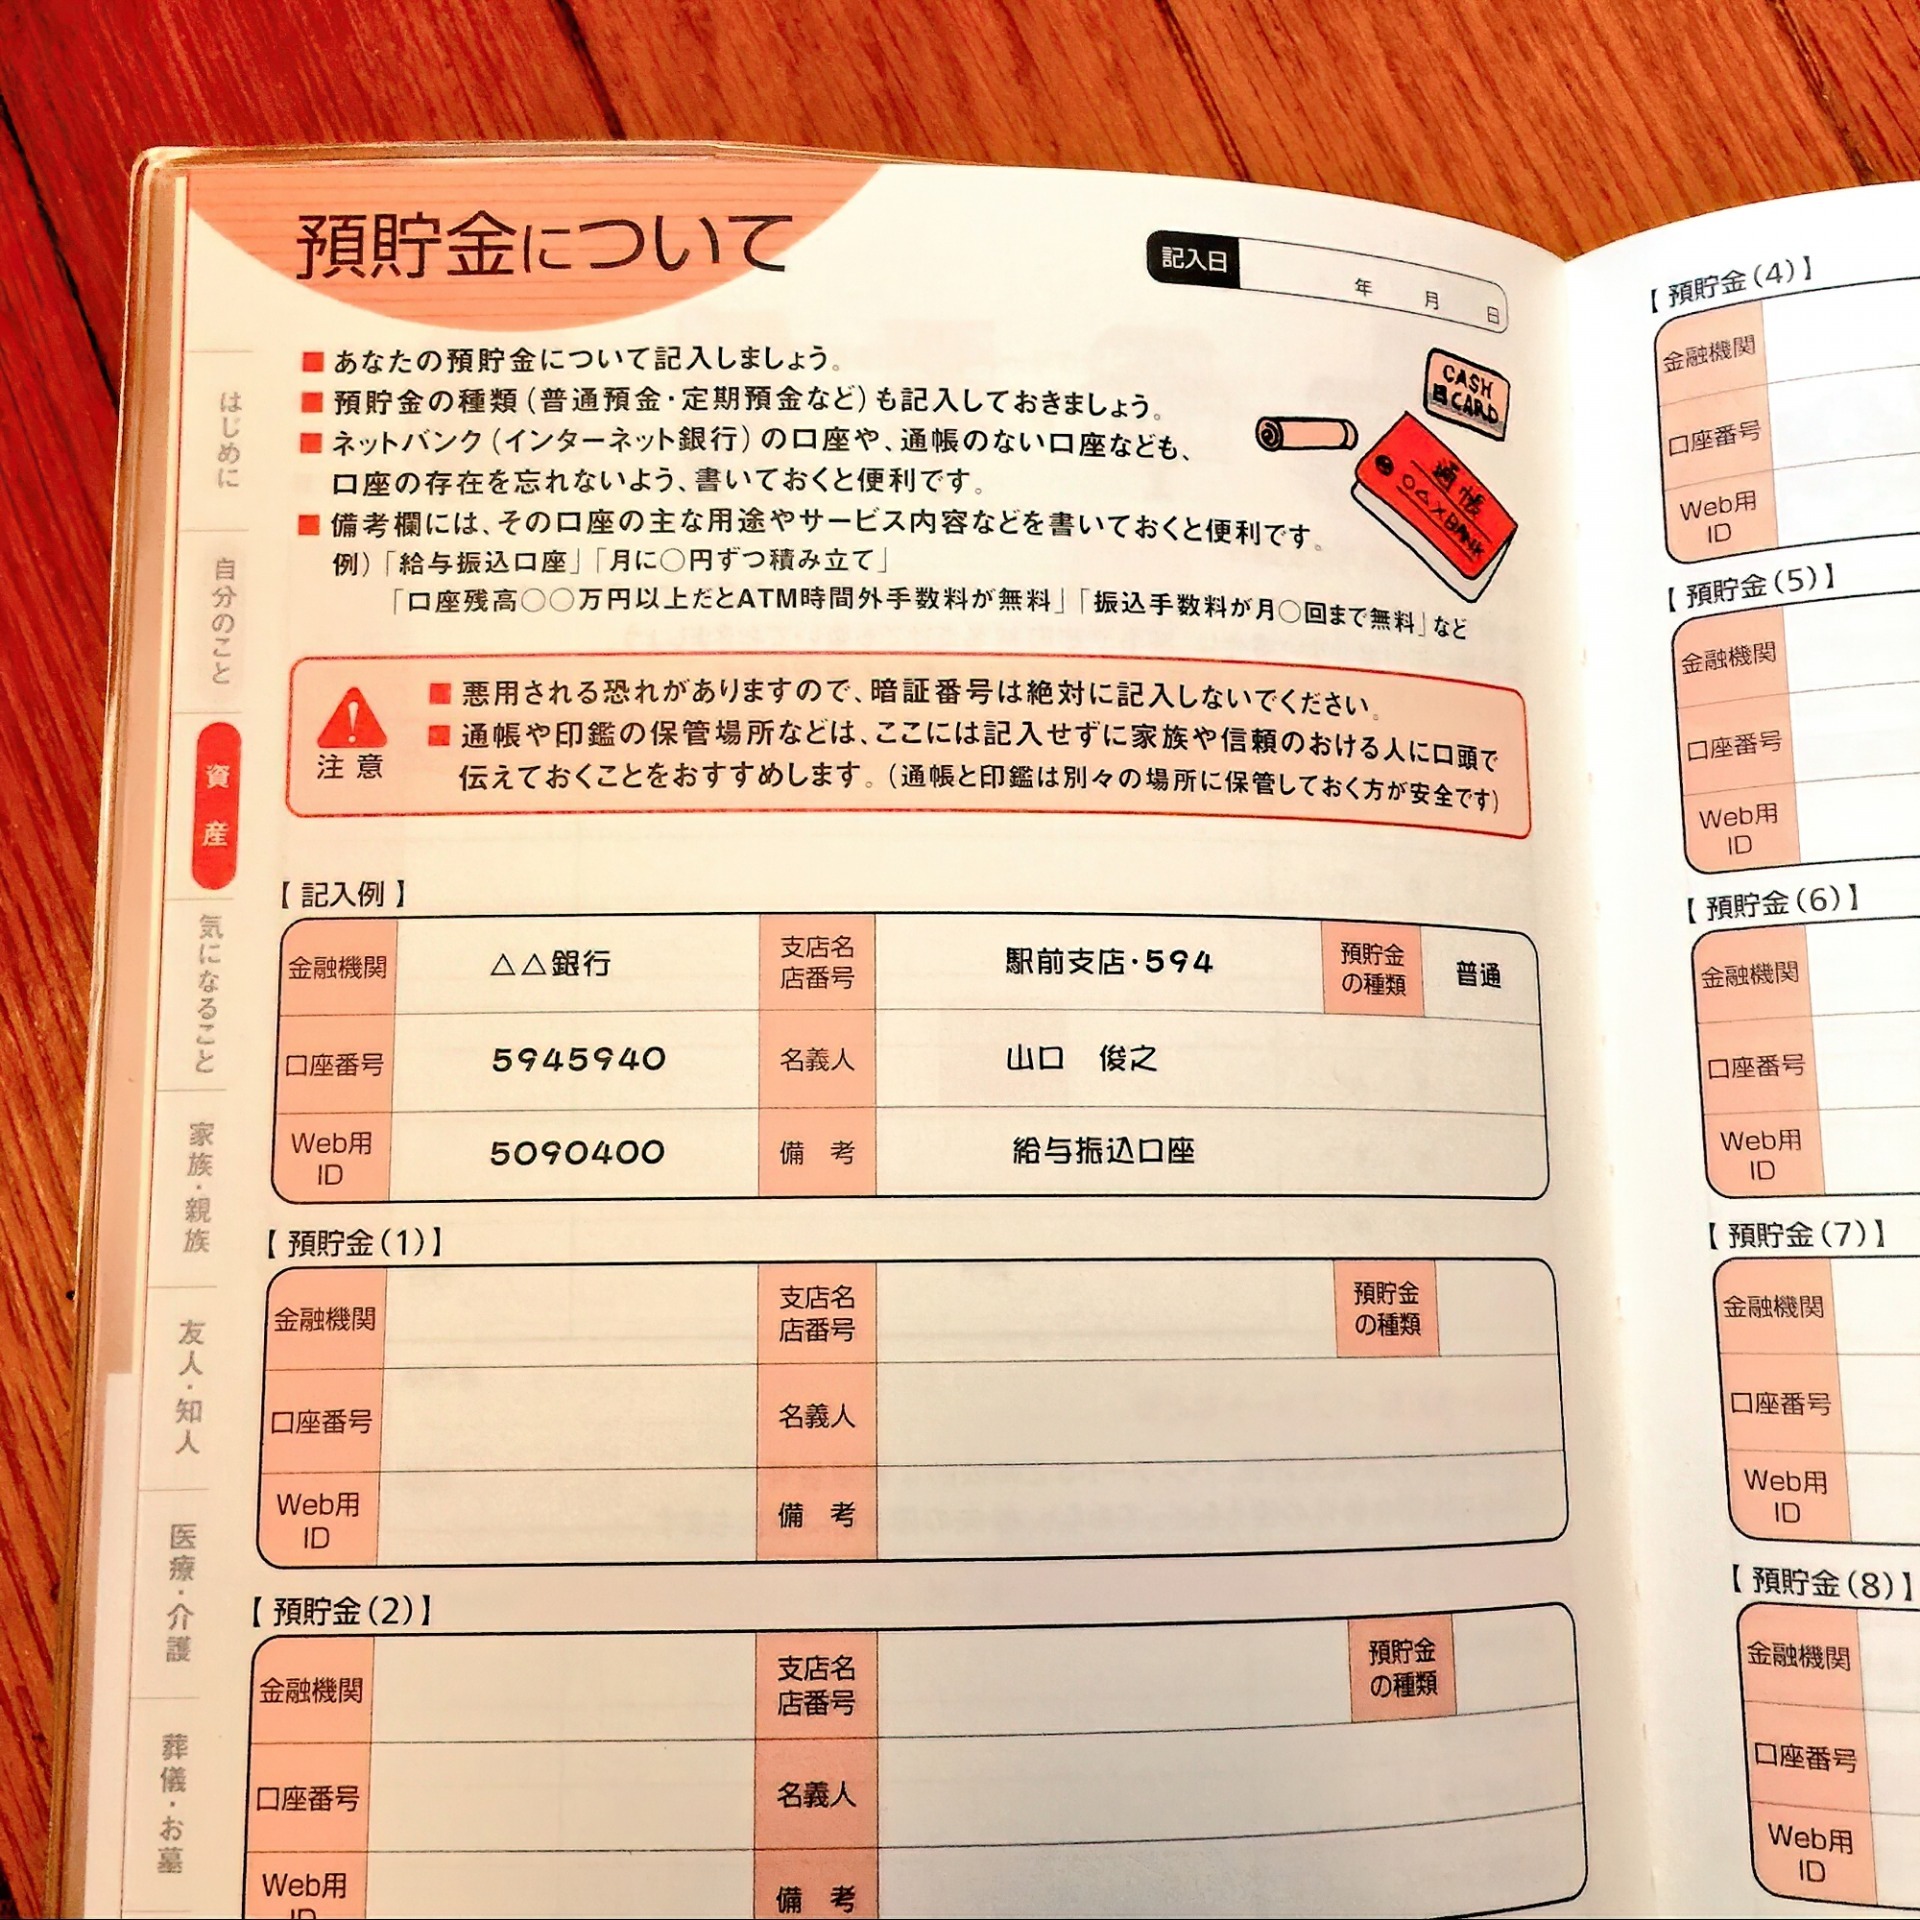 預貯金について
記入日 年 月 日
■ あなたの預貯金について記入しましょう。
■ 預貯金の種類(普通預金・定期預金など)も記入しておきましょう。
■ ネットバンク(インターネット銀行)の口座や、通帳のない口座なども、
口座の存在を忘れないよう、書いておくと便利です。
■ 備考欄には、その口座の主な用途やサービス内容などを書いておくと便利です。
例)「給与振込口座」「月に○円ずつ積み立て」
「口座残高○○万円以上だとATM時間外手数料が無料」「振込手数料が月○回まで無料」など
CASH
CARD
通帳
○△×BANK
注意
■ 悪用される恐れがありますので、暗証番号は絶対に記入しないでください。
■ 通帳や印鑑の保管場所などは、ここには記入せずに家族や信頼のおける人に口頭で
伝えておくことをおすすめします。(通帳と印鑑は別々の場所に保管しておく方が安全です)
【 記入例 】
金融機関 △△銀行 支店名 店番号 駅前支店・594 預貯金の種類 普通
口座番号 5945940 名義人 山口 俊之
Web用ID 5090400 備考 給与振込口座
【 預貯金(1)】
金融機関 支店名 店番号 預貯金の種類
口座番号 名義人
Web用ID 備考
【 預貯金(2)】
金融機関 支店名 店番号 預貯金の種類
口座番号 名義人
Web用ID 備考
はじめに
自分のこと
資産
気になること
家族・親族
友人・知人
医療・介護
葬儀・お墓
【 預貯金(4)】
金融機関
口座番号
Web用ID
【 預貯金(5)】
金融機関
口座番号
Web用ID
【 預貯金(6)】
金融機関
口座番号
Web用ID
【 預貯金(7)】
金融機関
口座番号
Web用ID
【 預貯金(8)】
金融機関
口座番号
Web用ID